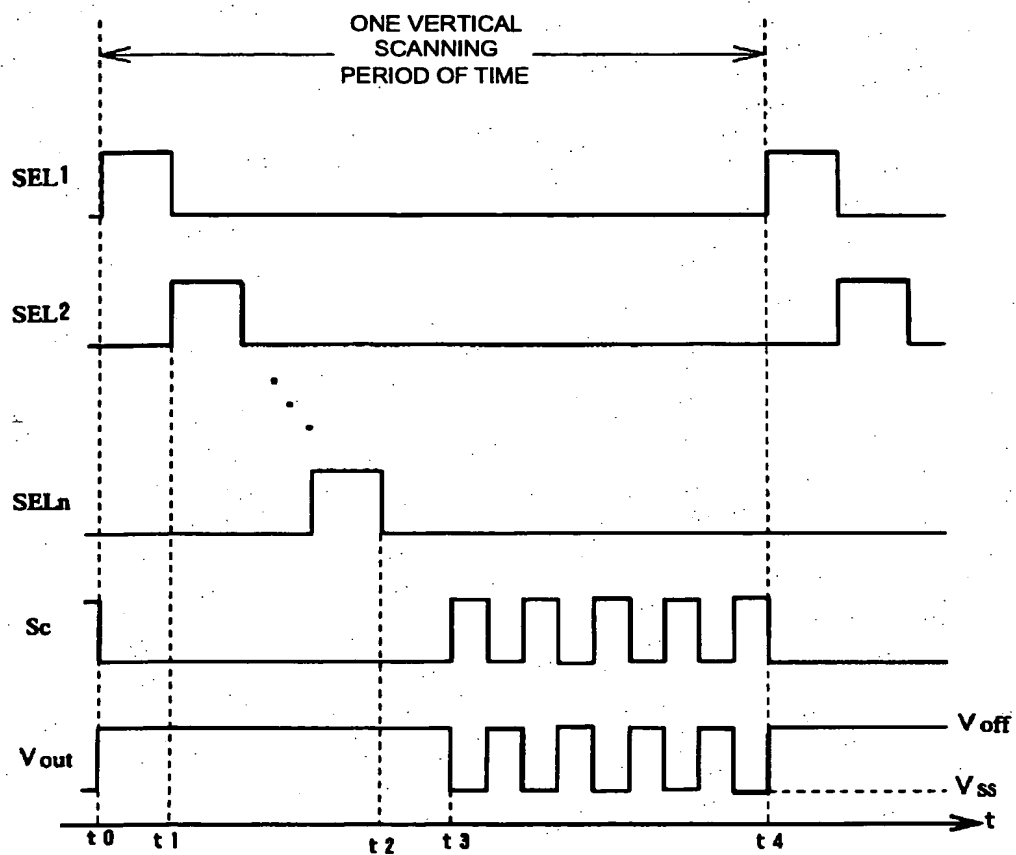 ONE VERTICAL
SCANNING
PERIOD OF TIME
SEL1
SEL2
SELn
Sc
Vout
Voff
Vss
t
t0 t1 t2 t3 t4